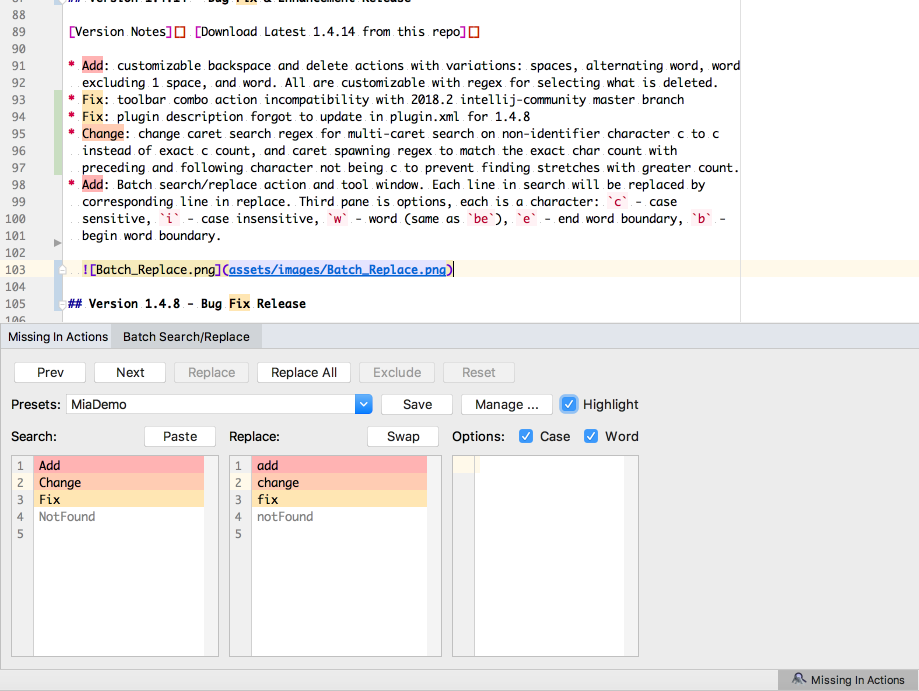 ## Version 1.4.14 - Bug Fix & Enhancement Release
88
89 [Version Notes][] [Download Latest 1.4.14 from this repo][]
90
91 * Add: customizable backspace and delete actions with variations: spaces, alternating word, word
92 excluding 1 space, and word. All are customizable with regex for selecting what is deleted.
93 * Fix: toolbar combo action incompatibility with 2018.2 intellij-community master branch
94 * Fix: plugin description forgot to update in plugin.xml for 1.4.8
95 * Change: change caret search regex for multi-caret search on non-identifier character c to c
96 instead of exact c count, and caret spawning regex to match the exact char count with
97 preceding and following character not being c to prevent finding stretches with greater count.
98 * Add: Batch search/replace action and tool window. Each line in search will be replaced by
99 corresponding line in replace. Third pane is options, each is a character: `c` - case
100 sensitive, `i` - case insensitive, `w` - word (same as `be`), `e` - end word boundary, `b` -
101 begin word boundary.
102
103 ![Batch_Replace.png](assets/images/Batch_Replace.png)
104
105 ## Version 1.4.8 - Bug Fix Release
106
Missing In Actions Batch Search/Replace
Prev Next Replace Replace All Exclude Reset
Presets: MiaDemo Save Manage ... Highlight
Search: Paste Replace: Swap Options: Case Word
1 Add 1 add
2 Change 2 change
3 Fix 3 fix
4 NotFound 4 notFound
5 5
Missing In Actions